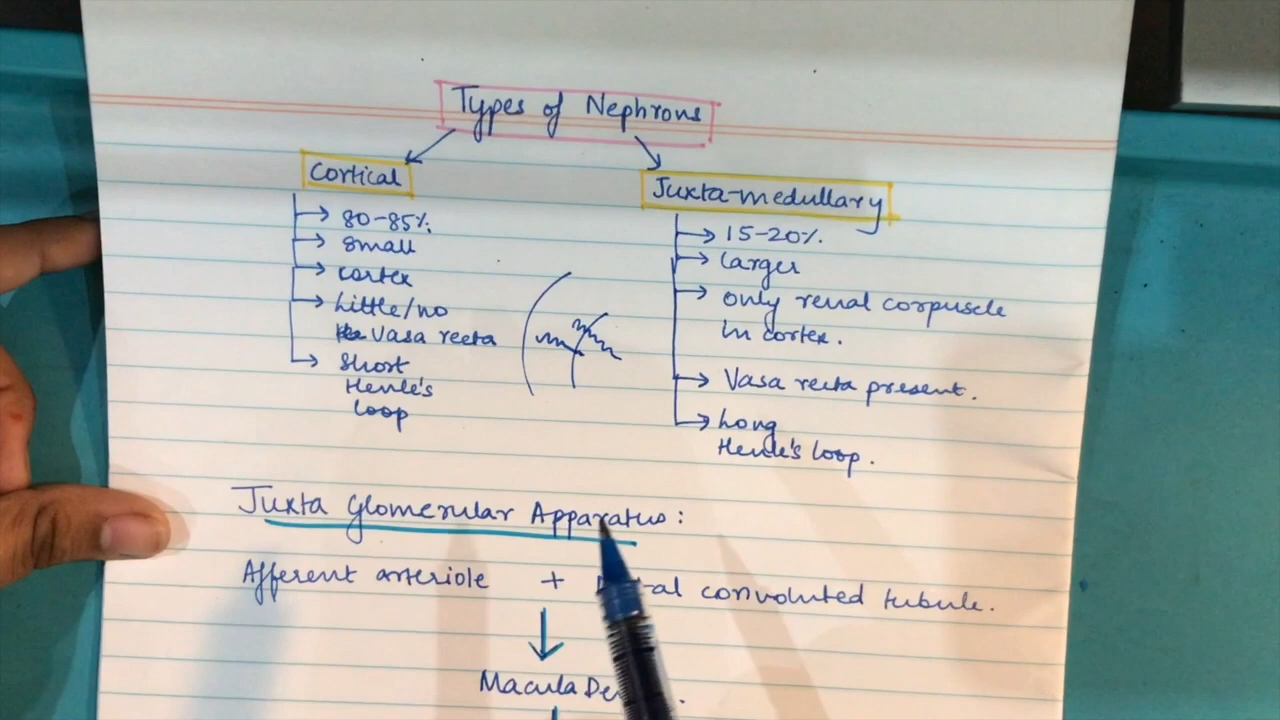 Types of Nephrons
Cortical
80-85%
small
cortex
Little/no
Vasa recta
Short
Henle's
loop
Juxta-medullary
15-20%.
Larger
only renal corpuscle
in cortex.
Vasa recta present.
Long
Henle's loop.
Juxta Glomerular Apparatus:
Afferent arteriole + convoluted tubule.
Macula